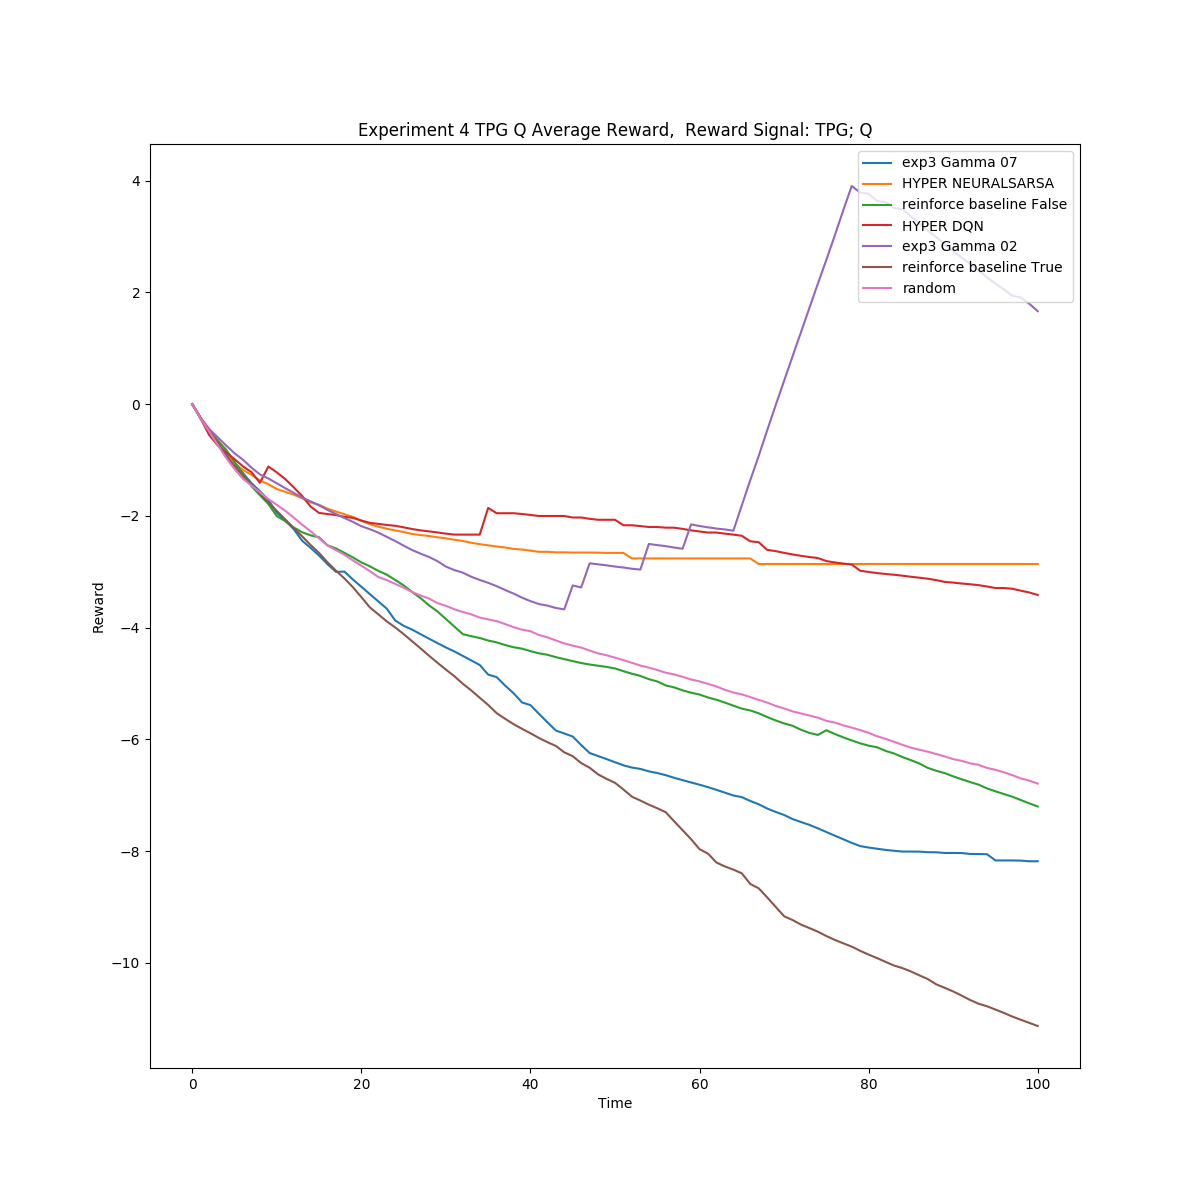 Experiment 4 TPG Q Average Reward,  Reward Signal: TPG; Q
exp3 Gamma 07
HYPER NEURALSARSA
reinforce baseline False
HYPER DQN
exp3 Gamma 02
reinforce baseline True
random
4
2
0
−2
−4
−6
−8
−10
Reward
0 20 40 60 80 100
Time